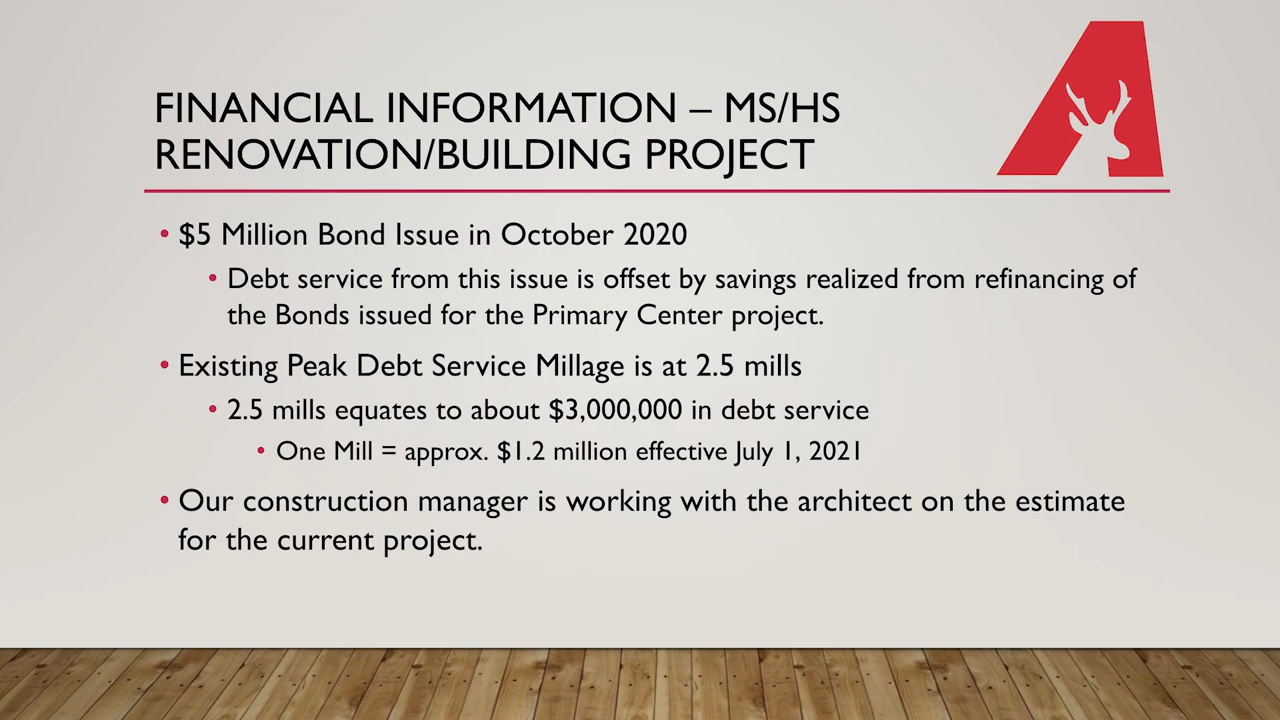 FINANCIAL INFORMATION – MS/HS
RENOVATION/BUILDING PROJECT
• $5 Million Bond Issue in October 2020
• Debt service from this issue is offset by savings realized from refinancing of
the Bonds issued for the Primary Center project.
• Existing Peak Debt Service Millage is at 2.5 mills
• 2.5 mills equates to about $3,000,000 in debt service
• One Mill = approx. $1.2 million effective July 1, 2021
• Our construction manager is working with the architect on the estimate
for the current project.